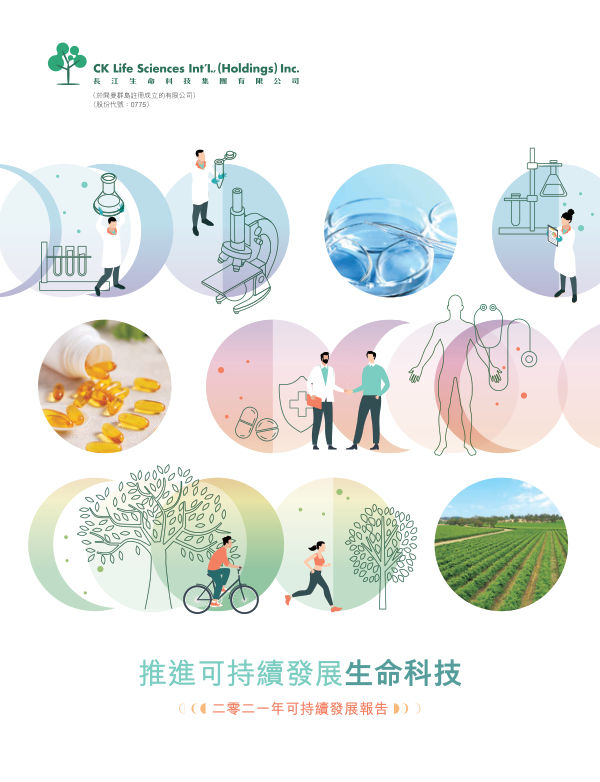 CK Life Sciences Int'l., (Holdings) Inc.
長江生命科技集團有限公司
（於開曼群島註冊成立的有限公司）
（股份代號：0775）
推進可持續發展生命科技
二零二一年可持續發展報告